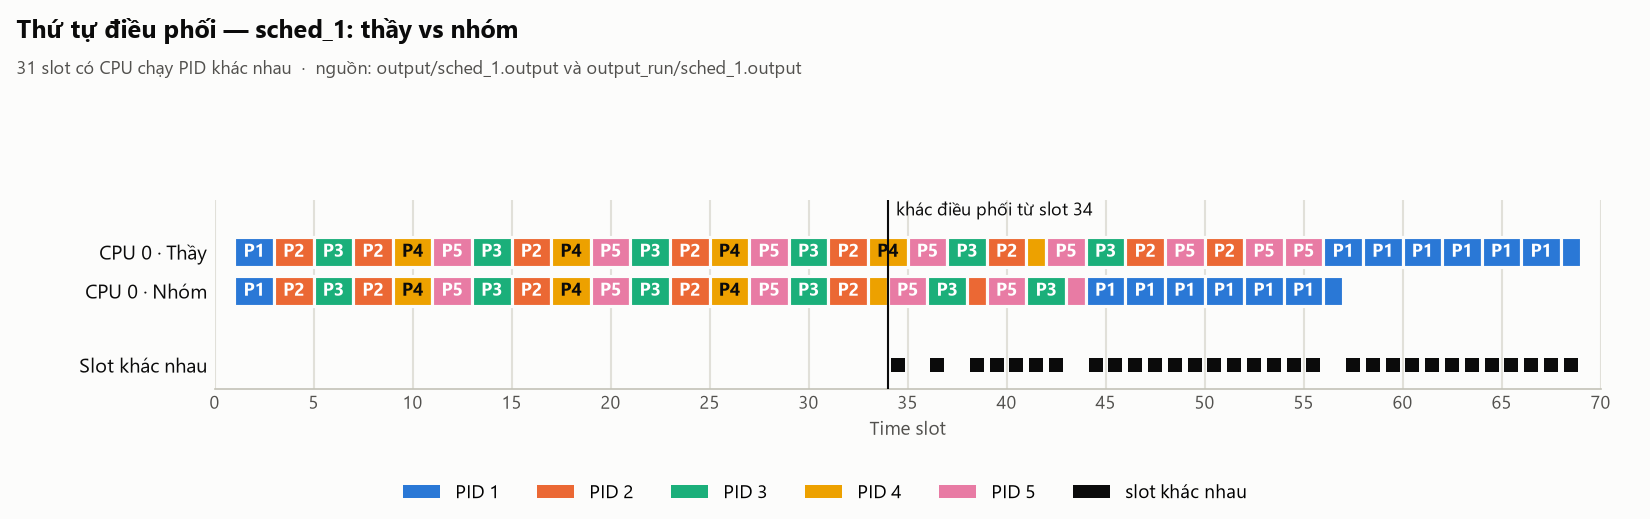 Thứ tự điều phối — sched_1: thầy vs nhóm
31 slot có CPU chạy PID khác nhau · nguồn: output/sched_1.output và output_run/sched_1.output
khác điều phối từ slot 34
CPU 0 · Thầy P1 P2 P3 P2 P4 P5 P3 P2 P4 P5 P3 P2 P4 P5 P3 P2 P4 P5 P3 P2 P5 P3 P2 P5 P2 P5 P5 P1 P1 P1 P1 P1 P1
CPU 0 · Nhóm P1 P2 P3 P2 P4 P5 P3 P2 P4 P5 P3 P2 P4 P5 P3 P2 P5 P3 P5 P3 P1 P1 P1 P1 P1 P1
Slot khác nhau
0 5 10 15 20 25 30 35 40 45 50 55 60 65 70
Time slot
PID 1 PID 2 PID 3 PID 4 PID 5 slot khác nhau